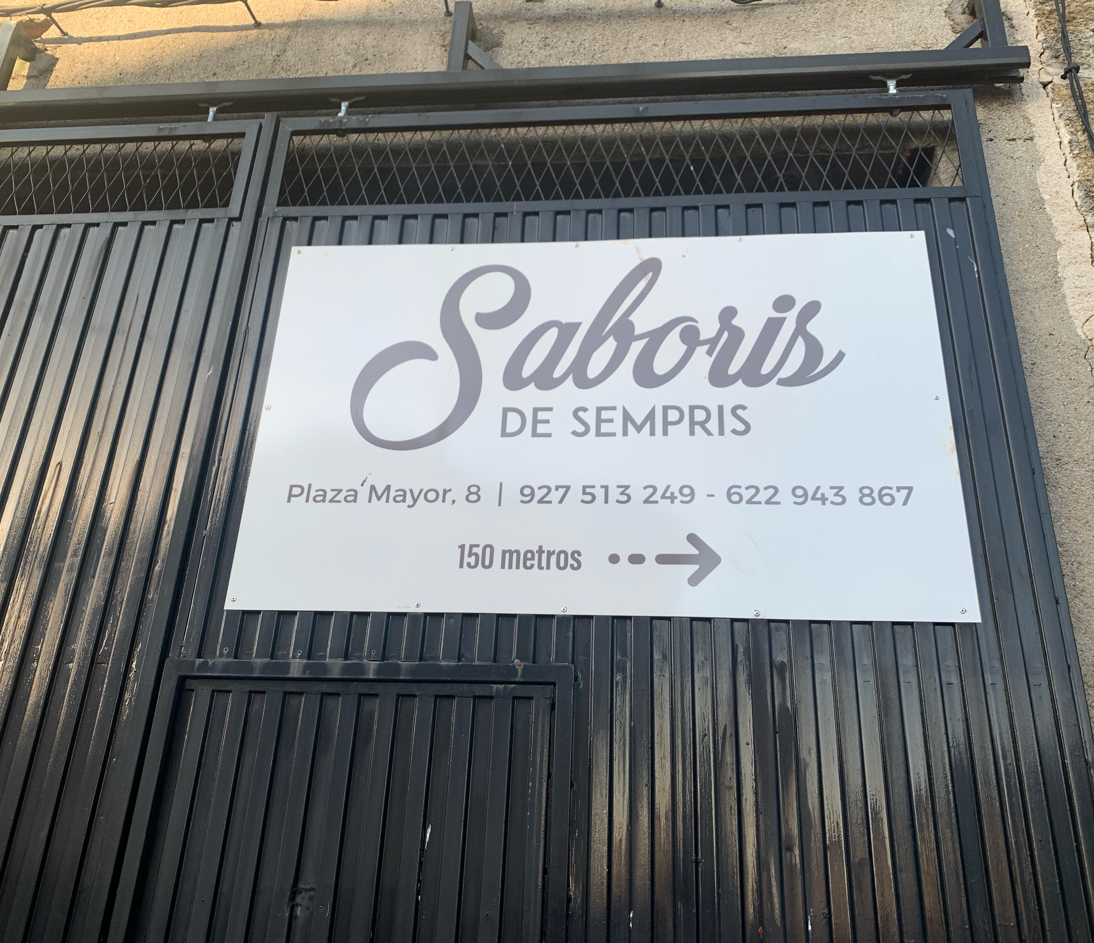 Saboris
DE SEMPRIS
Plaza Mayor, 8 | 927 513 249 - 622 943 867
150 metros